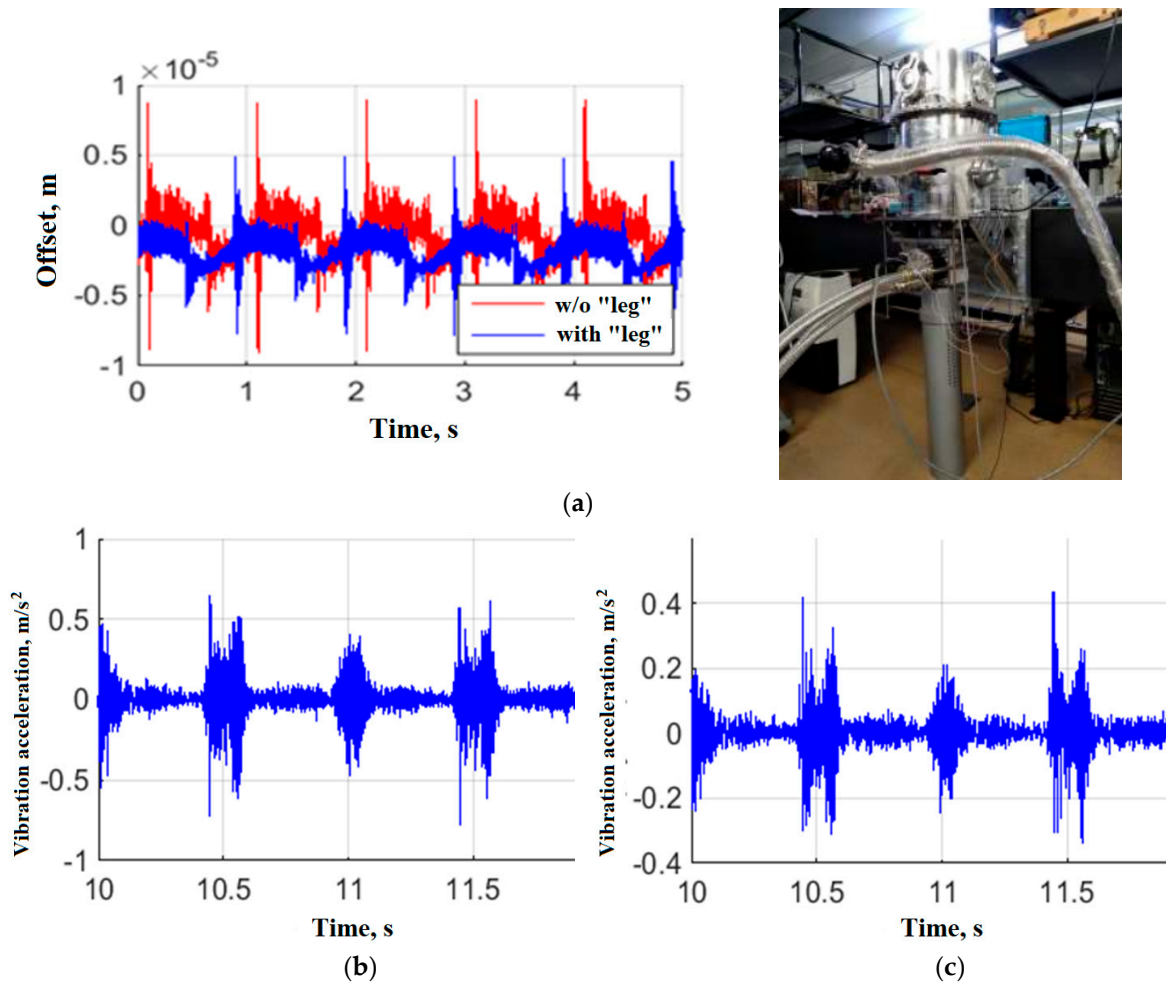 × 10⁻⁵
1
0.5
0
-0.5
-1
Offset, m
w/o "leg"
with "leg"
0 1 2 3 4 5
Time, s
(a)
1
0.5
0
-0.5
-1
Vibration acceleration, m/s²
10 10.5 11 11.5
Time, s
(b)
0.4
0.2
0
-0.2
-0.4
Vibration acceleration, m/s²
10 10.5 11 11.5
Time, s
(c)